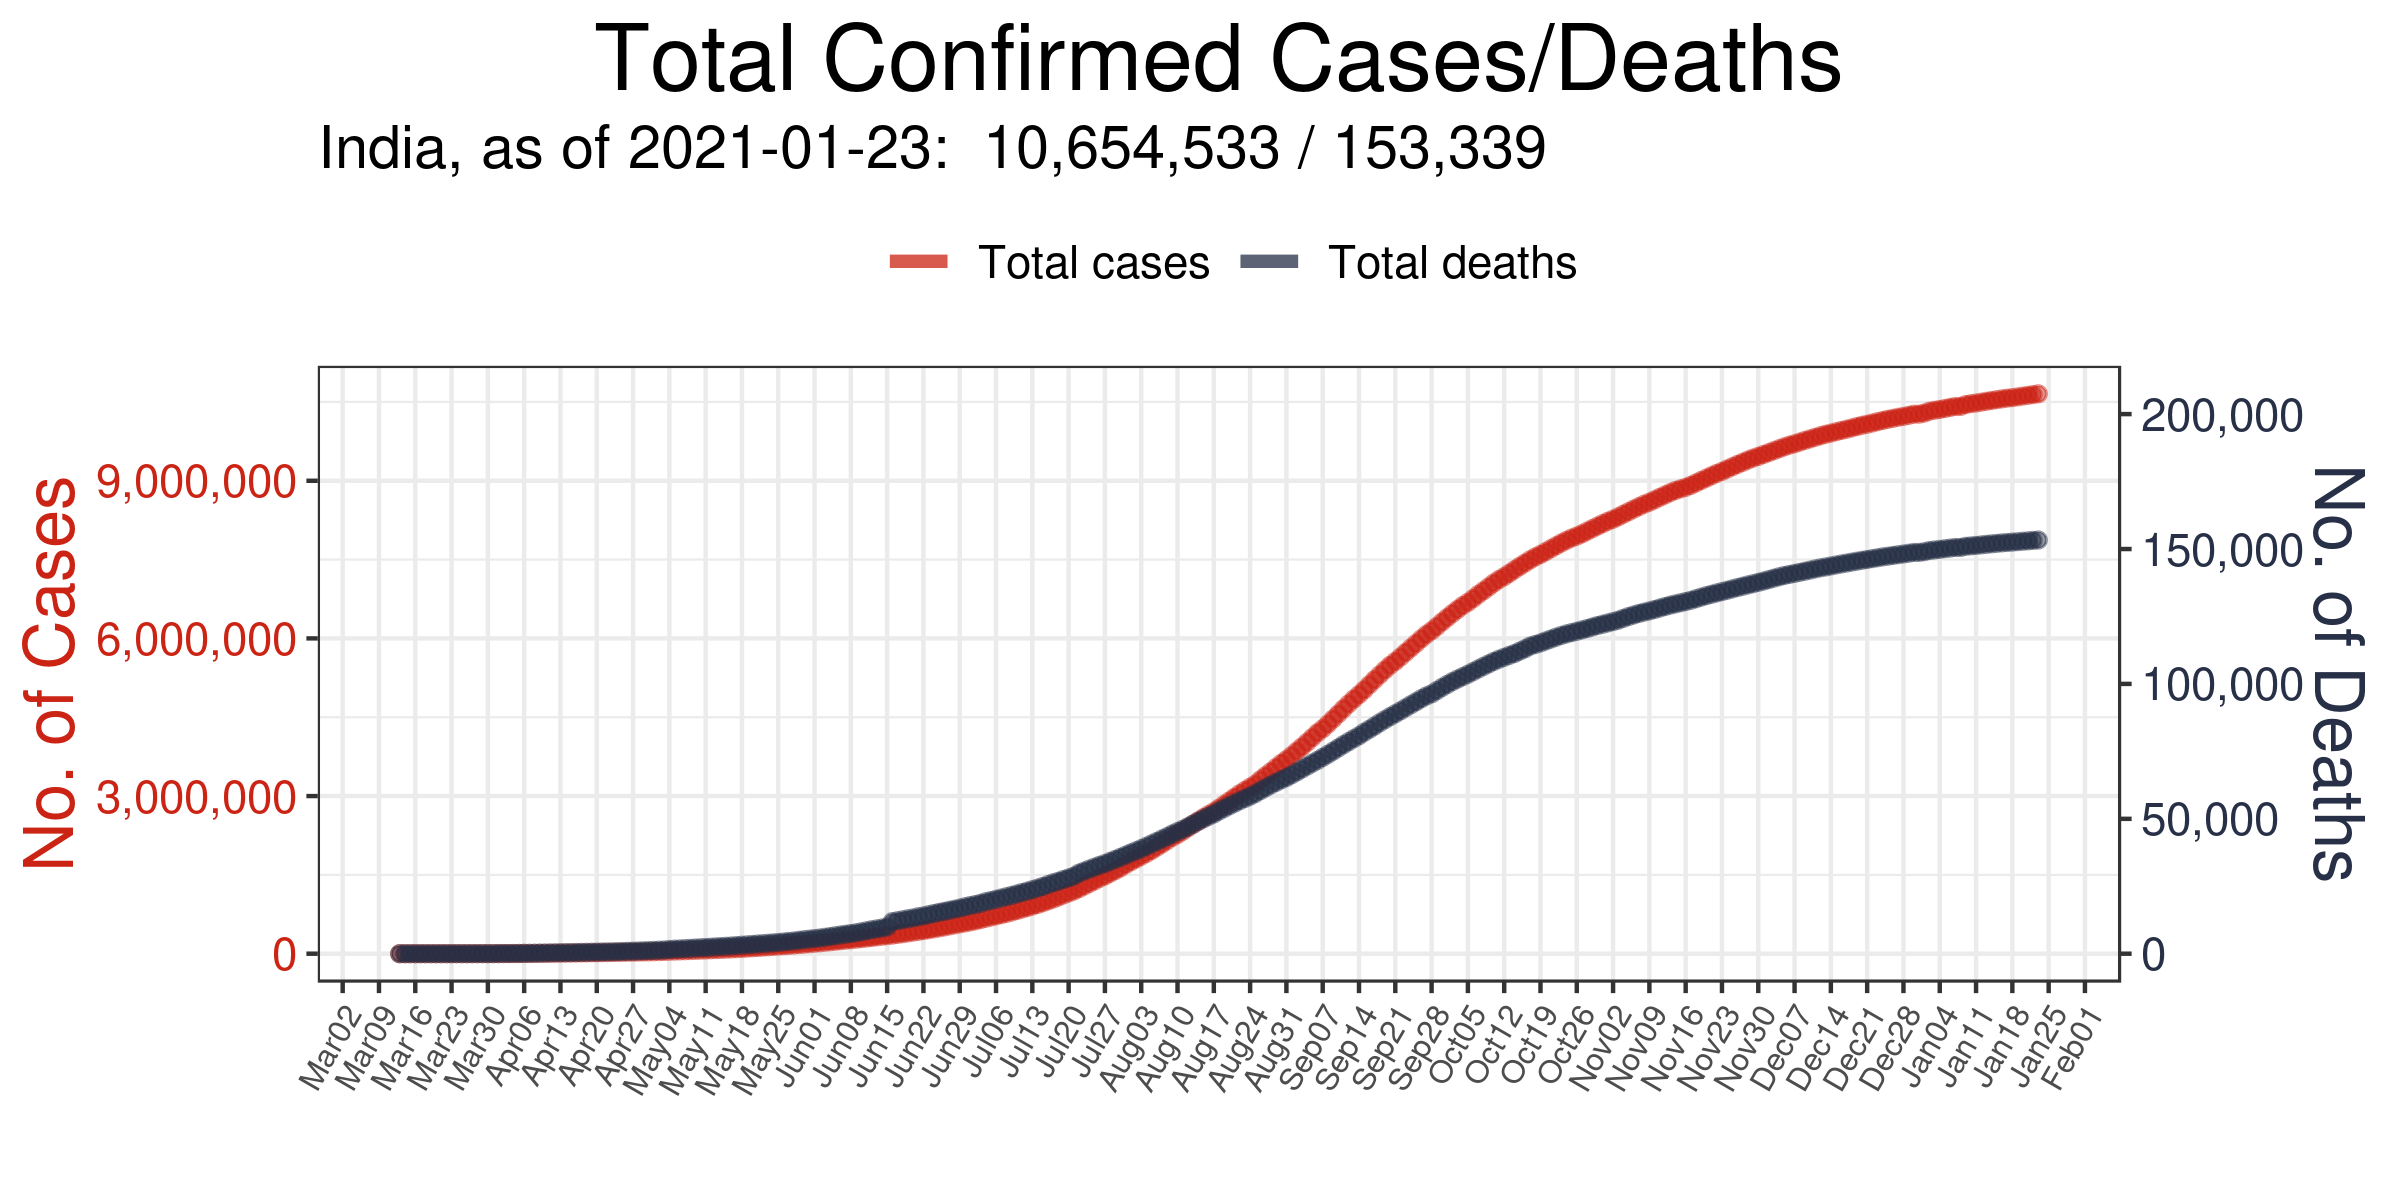 Total Confirmed Cases/Deaths
India, as of 2021-01-23:  10,654,533 / 153,339
Total cases
Total deaths
No. of Cases
9,000,000
6,000,000
3,000,000
0
200,000
150,000
100,000
50,000
0
No. of Deaths
Mar02
Mar09
Mar16
Mar23
Mar30
Apr06
Apr13
Apr20
Apr27
May04
May11
May18
May25
Jun01
Jun08
Jun15
Jun22
Jun29
Jul06
Jul13
Jul20
Jul27
Aug03
Aug10
Aug17
Aug24
Aug31
Sep07
Sep14
Sep21
Sep28
Oct05
Oct12
Oct19
Oct26
Nov02
Nov09
Nov16
Nov23
Nov30
Dec07
Dec14
Dec21
Dec28
Jan04
Jan11
Jan18
Jan25
Feb01